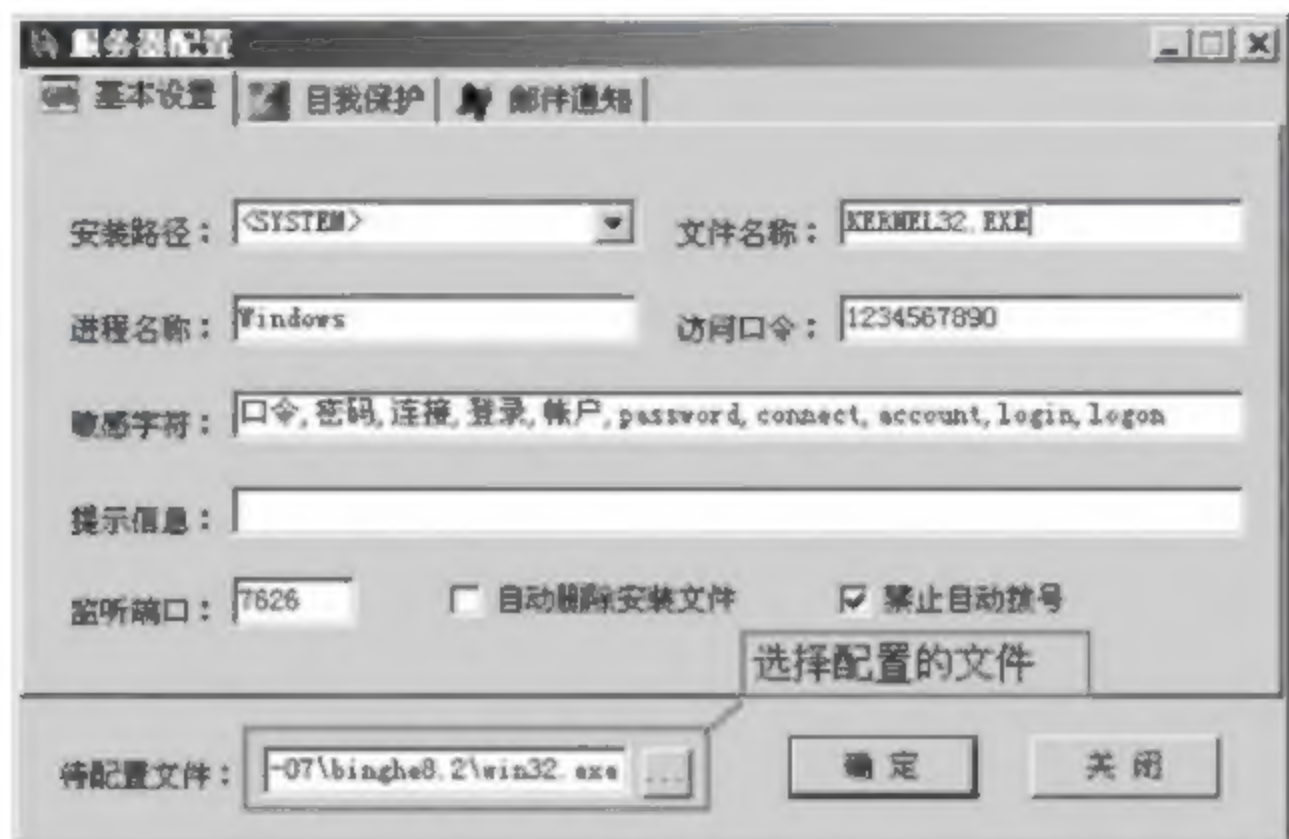 服务器配置
基本设置 自我保护 邮件通知
安装路径： <SYSTEM> 文件名称： KERNEL32.EXE
进程名称： Windows 访问口令： 1234567890
敏感字符： 口令,密码,连接,登录,帐户,password,connect,account,login,logon
提示信息：
监听端口： 7626 自动删除安装文件 禁止自动拨号
选择配置的文件
待配置文件： -07\binghe8.2\win32.exe ... 确定 关闭